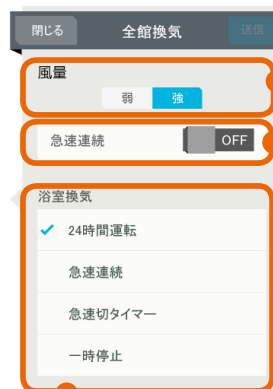 閉じる 全館換気 送信
風量
弱 強
急速連続 OFF
浴室換気
24時間運転
急速連続
急速切タイマー
一時停止